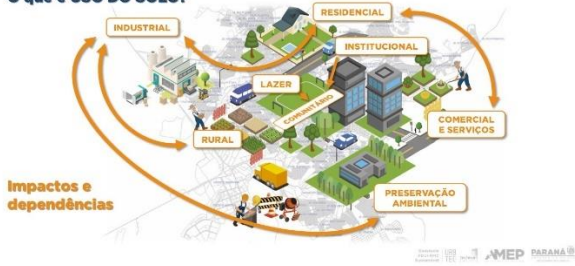 O que é USO DO SOLO?
INDUSTRIAL
RESIDENCIAL
INSTITUCIONAL
LAZER
COMUNITÁRIO
RURAL
COMERCIAL
E SERVIÇOS
Impactos e
dependências
PRESERVAÇÃO
AMBIENTAL
AMEP
PARANÁ